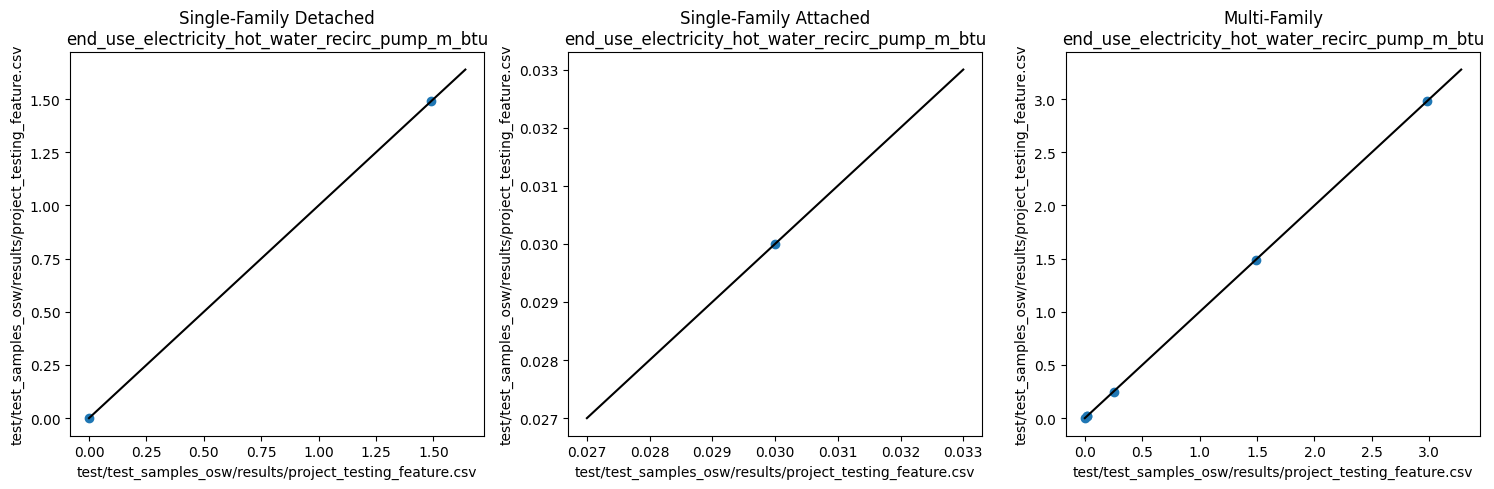 Single-Family Detached
end_use_electricity_hot_water_recirc_pump_m_btu
test/test_samples_osw/results/project_testing_feature.csv
1.50
1.25
1.00
0.75
0.50
0.25
0.00
0.00 0.25 0.50 0.75 1.00 1.25 1.50
test/test_samples_osw/results/project_testing_feature.csv
Single-Family Attached
end_use_electricity_hot_water_recirc_pump_m_btu
test/test_samples_osw/results/project_testing_feature.csv
0.033
0.032
0.031
0.030
0.029
0.028
0.027
0.027 0.028 0.029 0.030 0.031 0.032 0.033
test/test_samples_osw/results/project_testing_feature.csv
Multi-Family
end_use_electricity_hot_water_recirc_pump_m_btu
test/test_samples_osw/results/project_testing_feature.csv
3.0
2.5
2.0
1.5
1.0
0.5
0.0
0.0 0.5 1.0 1.5 2.0 2.5 3.0
test/test_samples_osw/results/project_testing_feature.csv